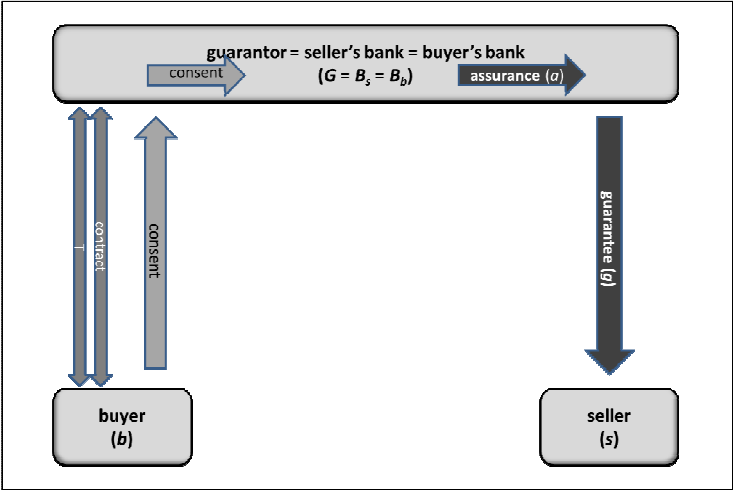 guarantor = seller's bank = buyer's bank
(G = Bs = Bb)
consent
assurance (a)
T
contract
consent
guarantee (g)
buyer
(b)
seller
(s)